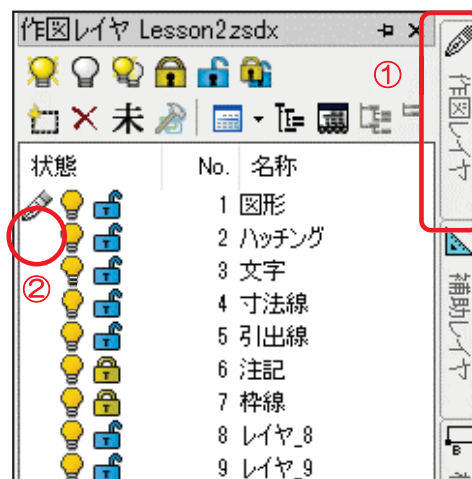 作図レイヤ Lesson2.zsdx
①
未
状態 No. 名称
1 図形
2 ハッチング
3 文字
4 寸法線
5 引出線
6 注記
7 枠線
8 レイヤ_8
9 レイヤ_9
②
作図レイヤ
補助レイヤ
B